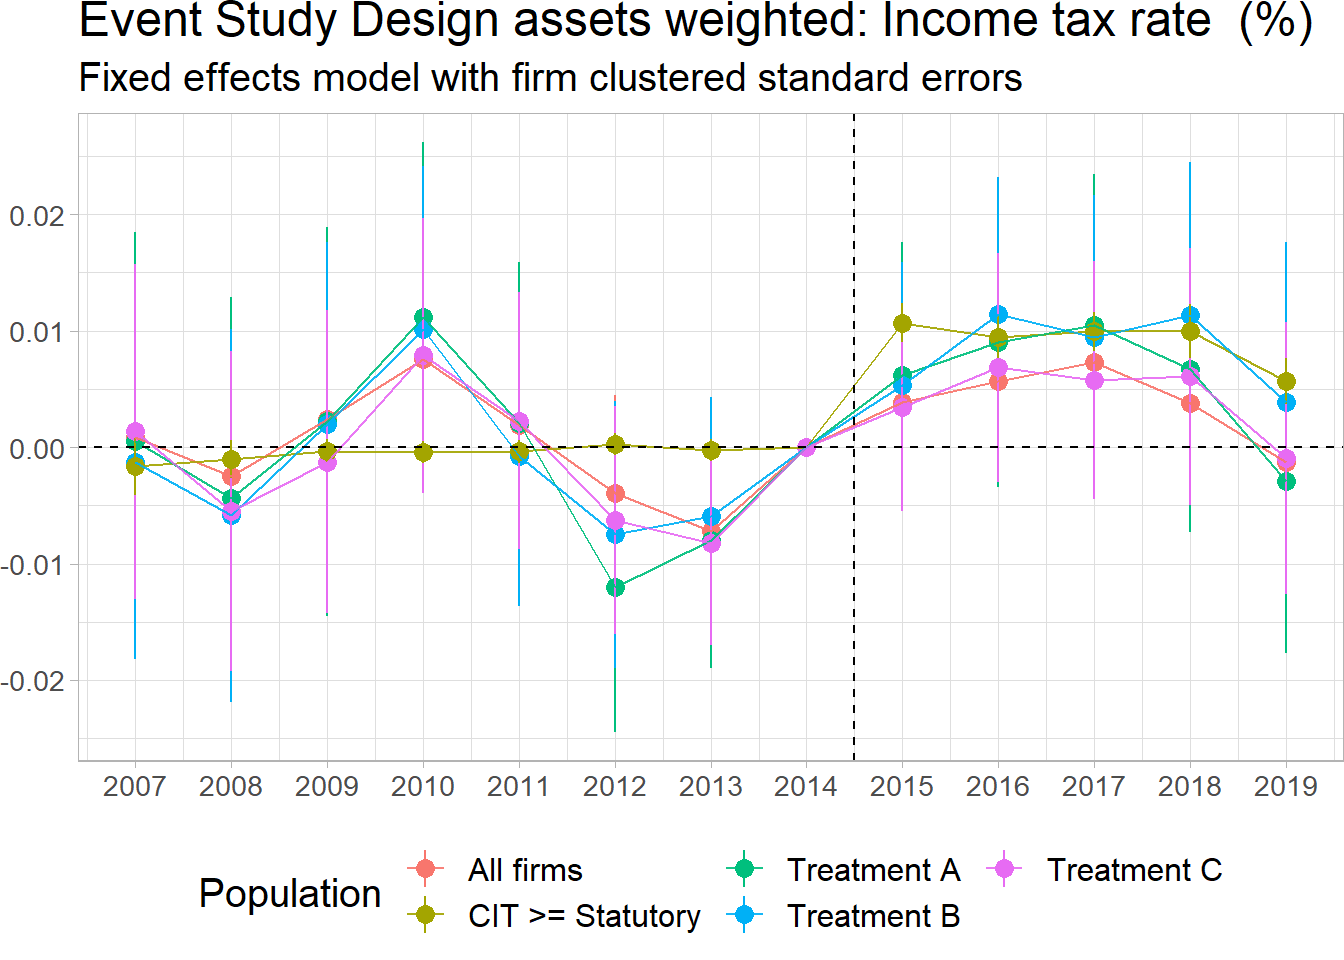 Event Study Design assets weighted: Income tax rate (%)
Fixed effects model with firm clustered standard errors
0.02
0.01
0.00
-0.01
-0.02
2007 2008 2009 2010 2011 2012 2013 2014 2015 2016 2017 2018 2019
Population
All firms
CIT >= Statutory
Treatment A
Treatment B
Treatment C